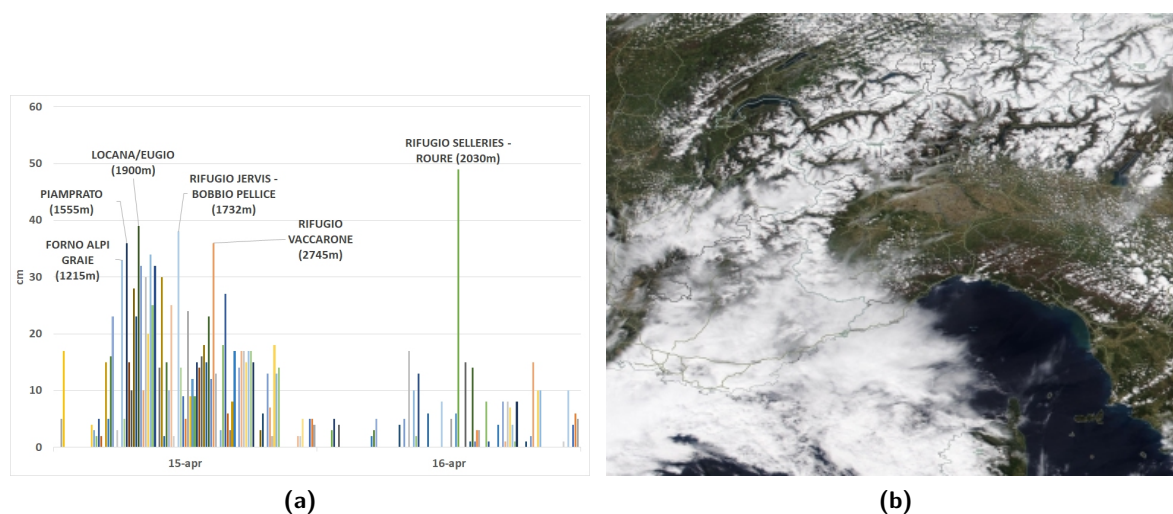 60
50
40
30
20
10
0
cm
LOCANA/EUGIO
(1900m)
PIAMPRATO
(1555m)
FORNO ALPI
GRAIE
(1215m)
RIFUGIO JERVIS -
BOBBIO PELLICE
(1732m)
RIFUGIO
VACCARONE
(2745m)
RIFUGIO SELLERIES -
ROURE (2030m)
15-apr
16-apr
(a)
(b)